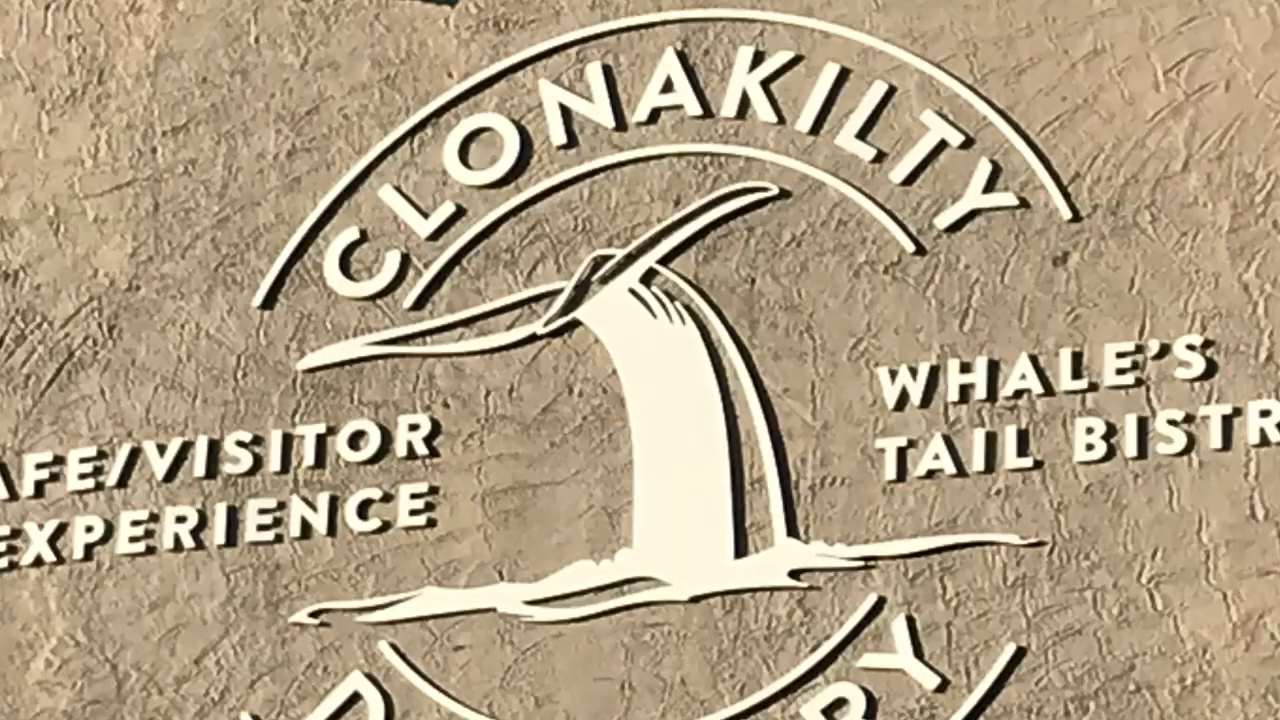 CLONAKILTY
WHALE'S
TAIL BISTR
AFE/VISITOR
EXPERIENCE